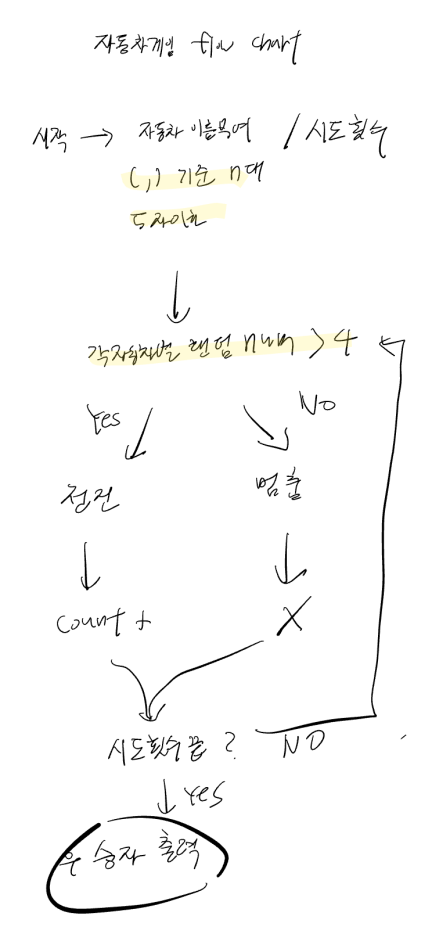 자동차게임 flow chart
시작 → 자동차 이름목여 / 시도횟수
(,) 기준 n대
5자이하
각자동차별 랜덤 num > 4
Yes
NO
전진
멈춤
count +
X
시도횟수끝 ? NO
Yes
우승자 출력